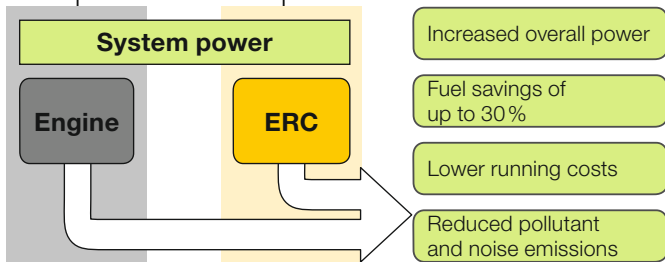 System power
Engine
ERC
Increased overall power
Fuel savings of
up to 30 %
Lower running costs
Reduced pollutant
and noise emissions